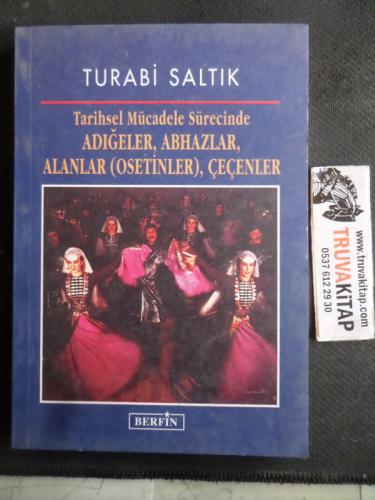 TURABİ SALTIK
Tarihsel Mücadele Sürecinde
ADIĞELER, ABHAZLAR,
ALANLAR (OSETİNLER), ÇEÇENLER
BERFİN
www.truvakitap.com
TRUVAKİTAP
0537 612 29 30